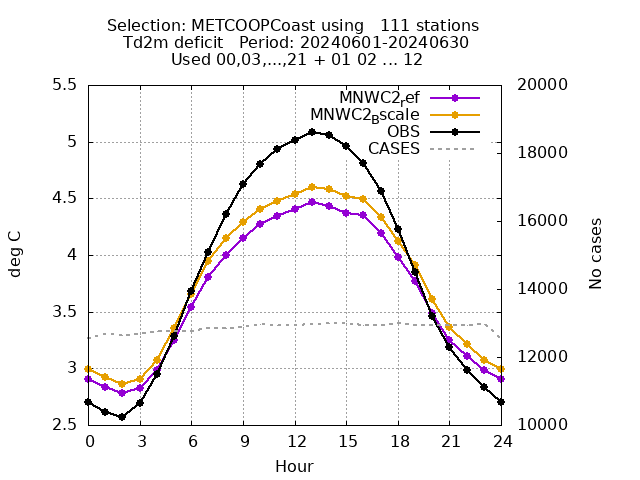 Selection: METCOOPCoast using   111 stations
Td2m deficit   Period: 20240601-20240630
Used 00,03,...,21 + 01 02 ... 12
5.5
5
4.5
4
3.5
3
2.5
deg C
MNWC2ref
MNWC2Bscale
OBS
CASES
20000
18000
16000
14000
12000
10000
No cases
0 3 6 9 12 15 18 21 24
Hour